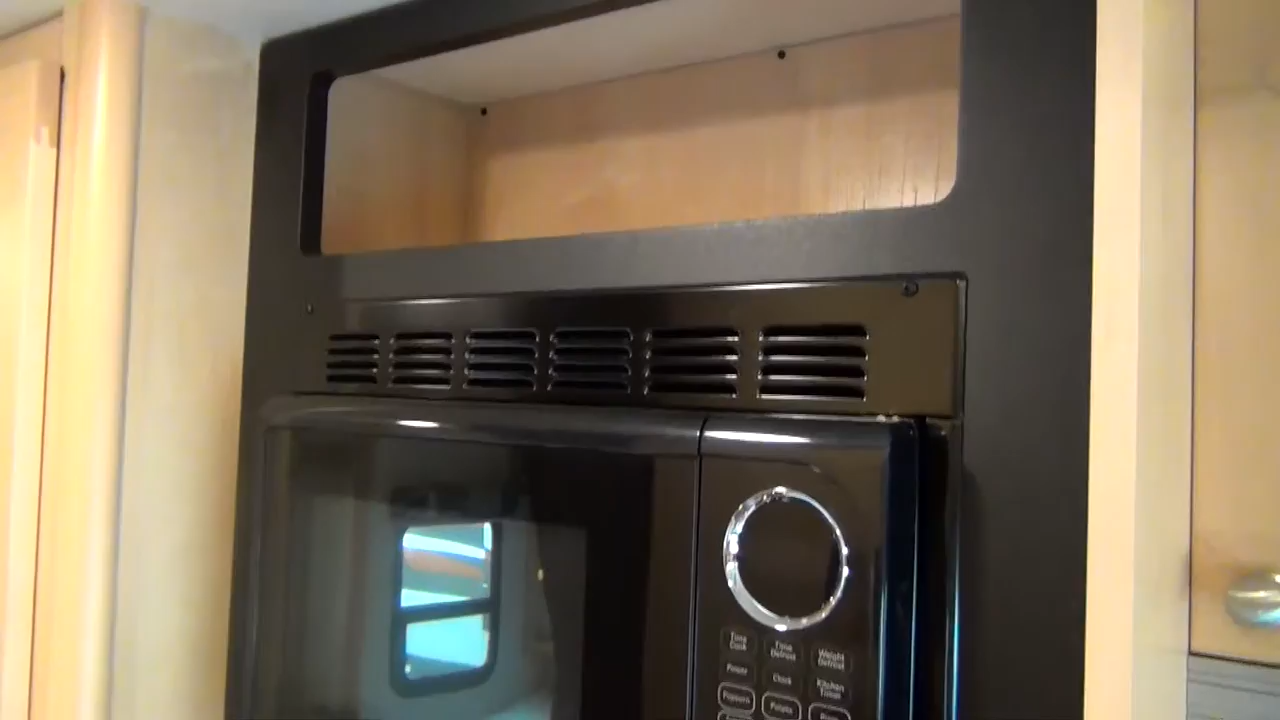 Time Cook
Time Defrost
Weight Defrost
Power
Clock
Kitchen Timer
Popcorn
Potato